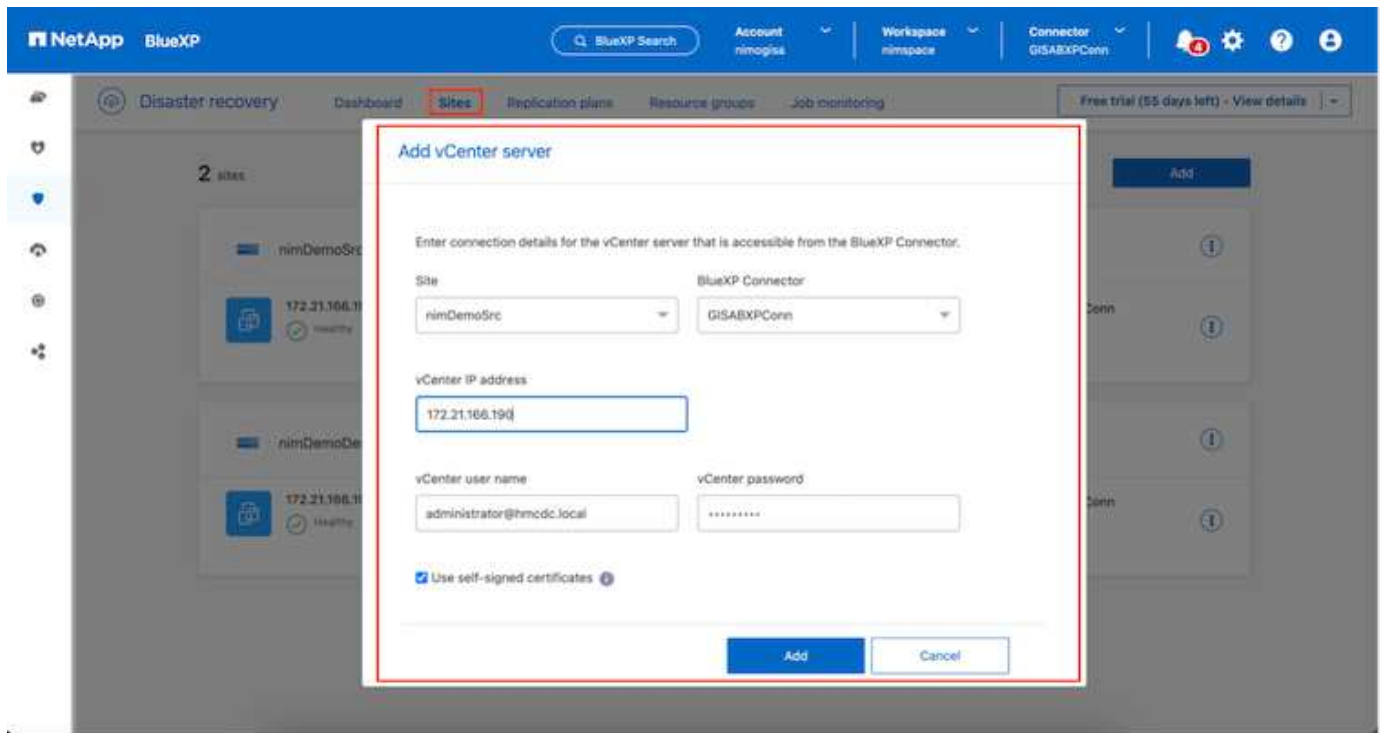 NetApp BlueXP
BlueXP Search
Account
nimogisa
Workspace
nimspace
Connector
GISABXPConn
4
Disaster recovery
Dashboard
Sites
Replication plans
Resource groups
Job monitoring
Free trial (55 days left) - View details
2 sites
Add
Add vCenter server
Enter connection details for the vCenter server that is accessible from the BlueXP Connector.
Site
BlueXP Connector
nimDemoSrc
GISABXPConn
vCenter IP address
172.21.166.190
vCenter user name
vCenter password
administrator@hmcdc.local
•••••••••
Use self-signed certificates
Add
Cancel
nimDemoSrc
172.21.166.1
Healthy
Conn
nimDemoDe
172.21.166.1
Healthy
Conn